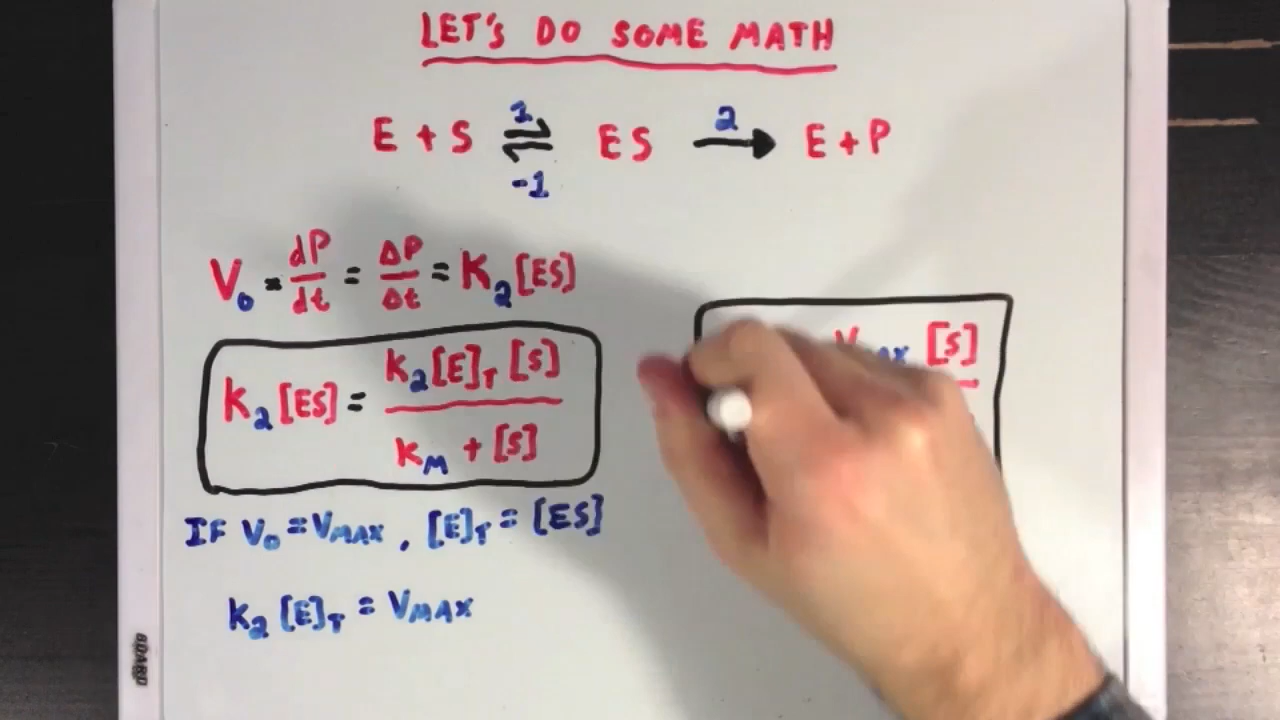 LET'S DO SOME MATH
E + S ⇌ ES → E + P
1
2
-1
V₀ = dP/dt = ΔP/Δt = K₂[ES]
K₂[ES] = K₂[E]T [S] / KM + [S]
[S]
IF V₀ = VMAX , [E]T = [ES]
K₂[E]T = VMAX
BOARD